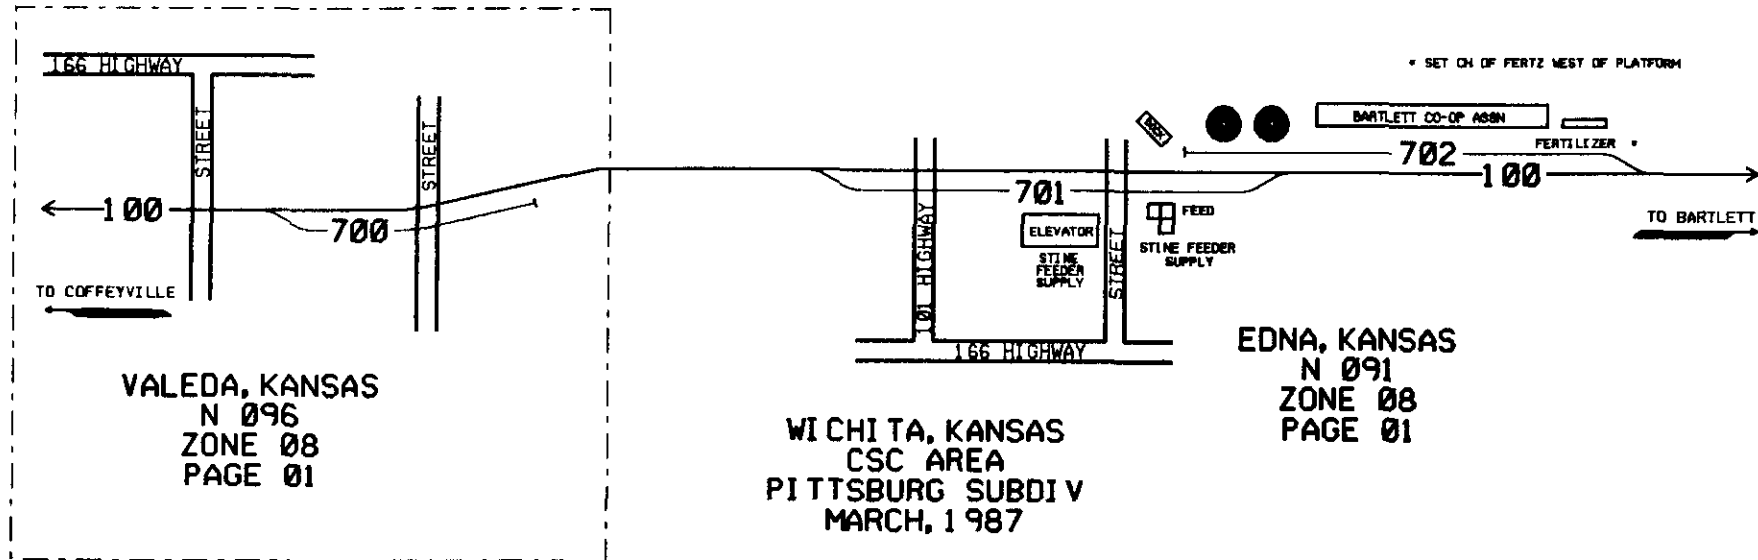 166 HIGHWAY
STREET
STREET
100
700
TO COFFEYVILLE
VALEDA, KANSAS
N 096
ZONE 08
PAGE 01
* SET CH OF FERTZ WEST OF PLATFORM
DOCK
BARTLETT CO-OP ASSN
FERTILIZER *
702
100
701
TO BARTLETT
101 HIGHWAY
ELEVATOR
STINE
FEEDER
SUPPLY
STREET
FEED
STINE FEEDER
SUPPLY
166 HIGHWAY
EDNA, KANSAS
N 091
ZONE 08
PAGE 01
WICHITA, KANSAS
CSC AREA
PITTSBURG SUBDIV
MARCH, 1987